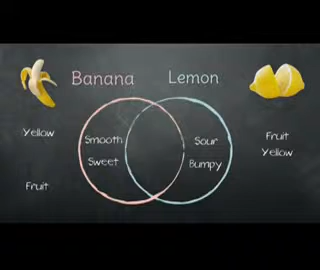 Banana Lemon
Yellow
Smooth
Sweet
Fruit
Sour
Bumpy
Fruit
Yellow